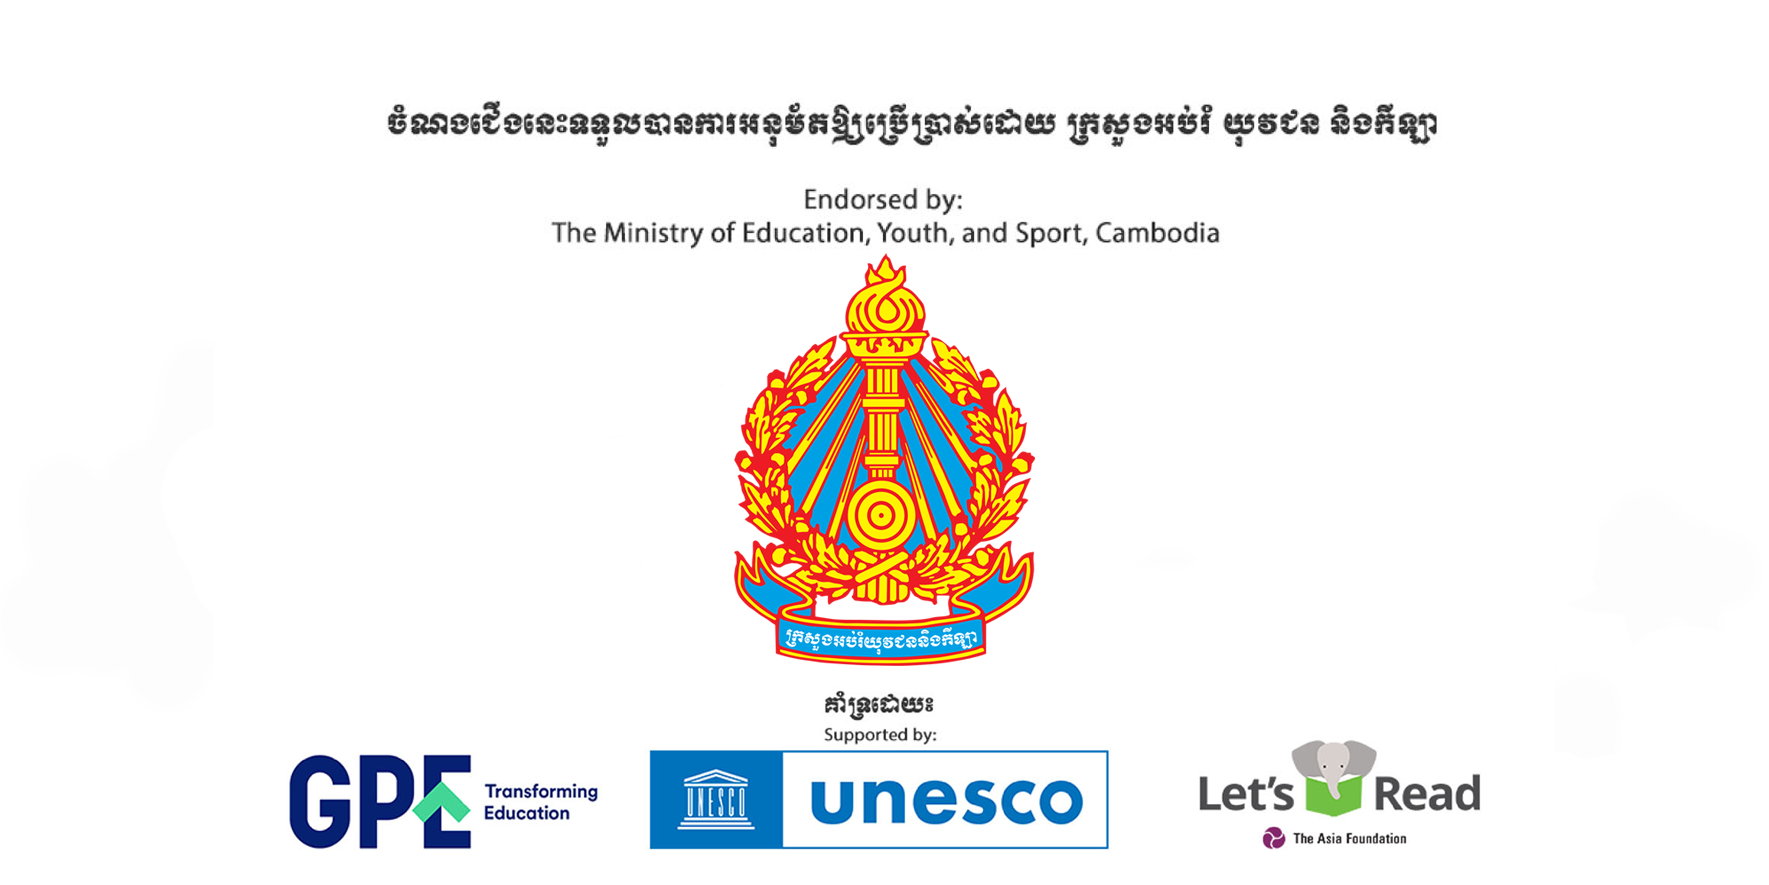 ចំណងជើងនេះទទួលបានការអនុម័តឱ្យប្រើប្រាស់ដោយ ក្រសួងអប់រំ យុវជន និងកីឡា
Endorsed by:
The Ministry of Education, Youth, and Sport, Cambodia
ក្រសួងអប់រំយុវជននិងកីឡា
គាំទ្រដោយ៖
Supported by:
GPE Transforming Education
UNESCO unesco
Let's Read
The Asia Foundation